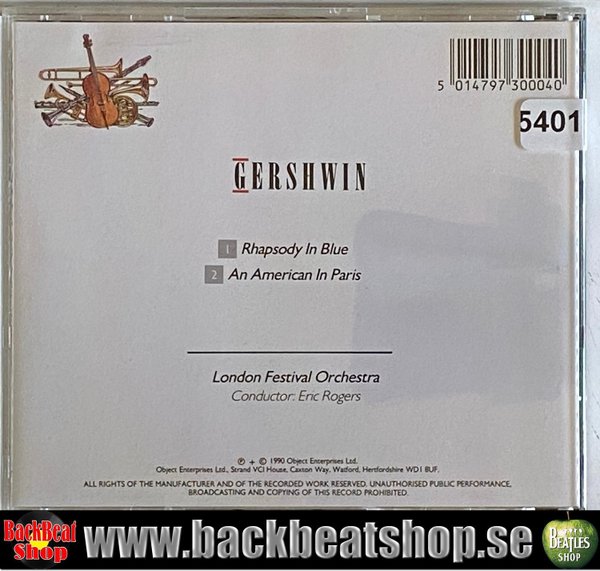 5 014797 300040
5401
GERSHWIN
1 Rhapsody In Blue
2 An American In Paris
London Festival Orchestra
Conductor: Eric Rogers
℗ + © 1990 Object Enterprises Ltd.
Object Enterprises Ltd., Strand VCI House, Caxton Way, Watford, Hertfordshire WD1 8UF.
ALL RIGHTS OF THE MANUFACTURER AND OF THE RECORDED WORK RESERVED. UNAUTHORISED PUBLIC PERFORMANCE,
BROADCASTING AND COPYING OF THIS RECORD PROHIBITED.
BackBeat
Shop
www.backbeatshop.se
BEATLES
SHOP